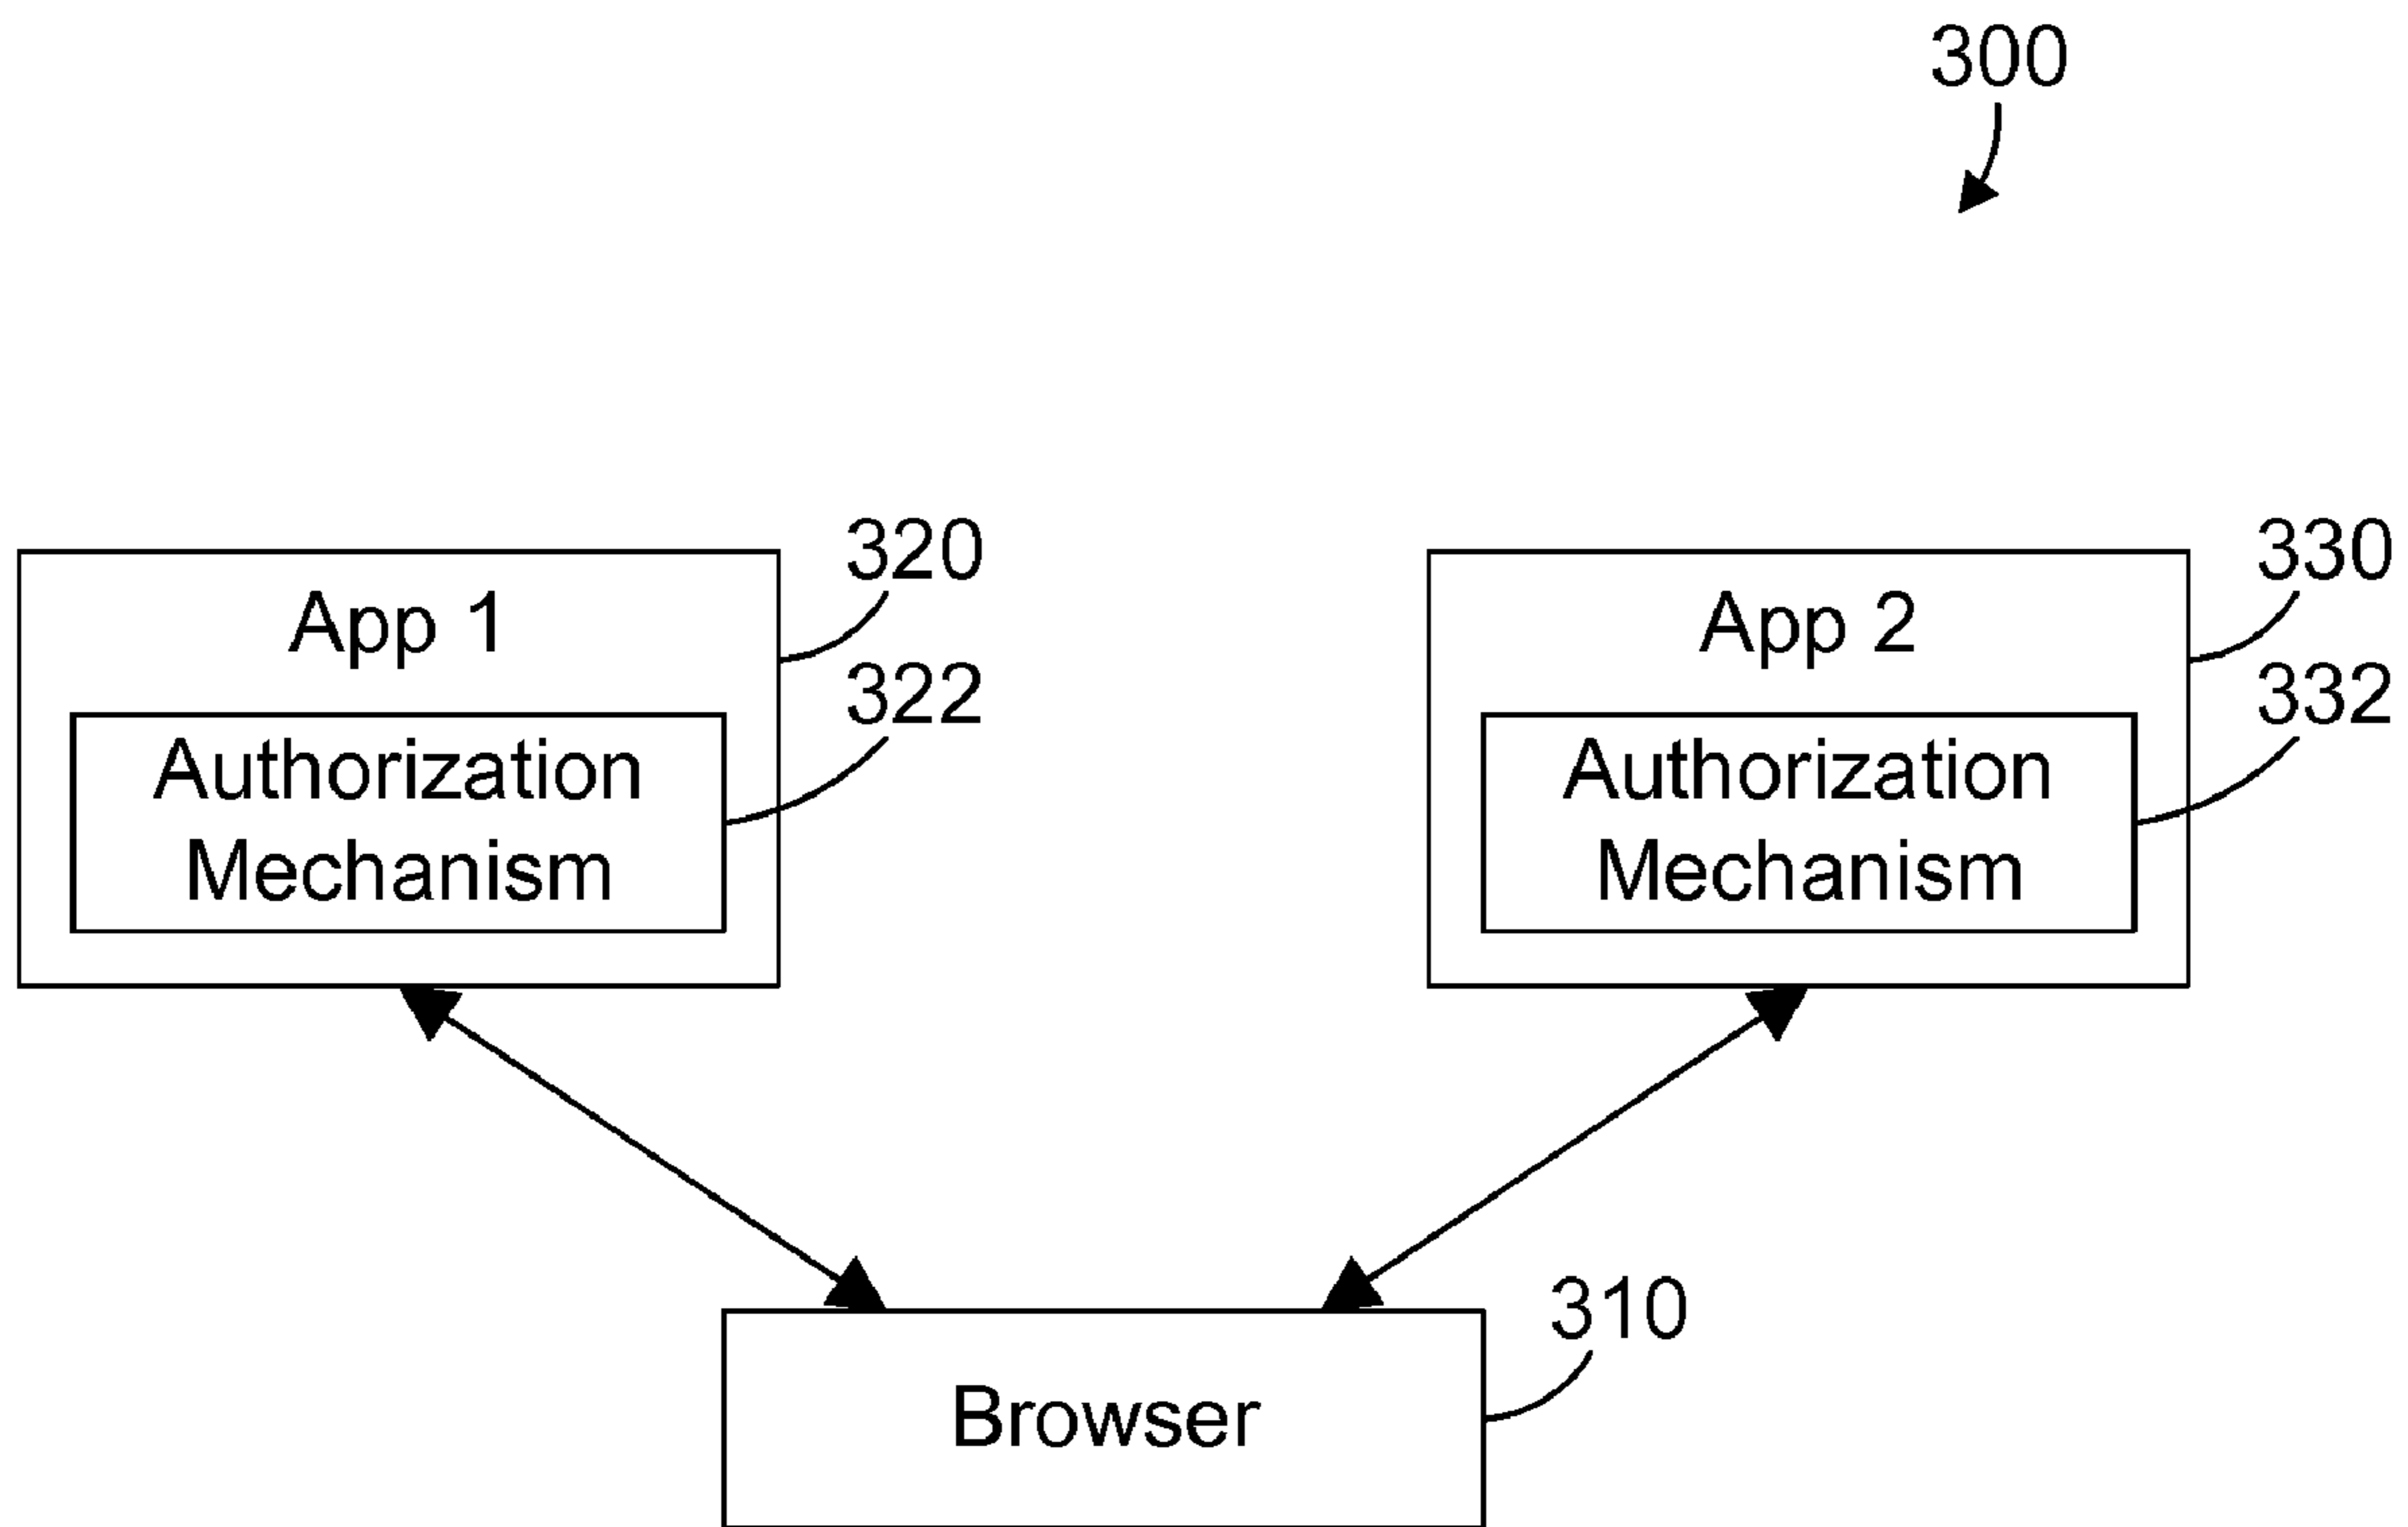 300
320
App 1
322
Authorization
Mechanism
330
App 2
332
Authorization
Mechanism
310
Browser